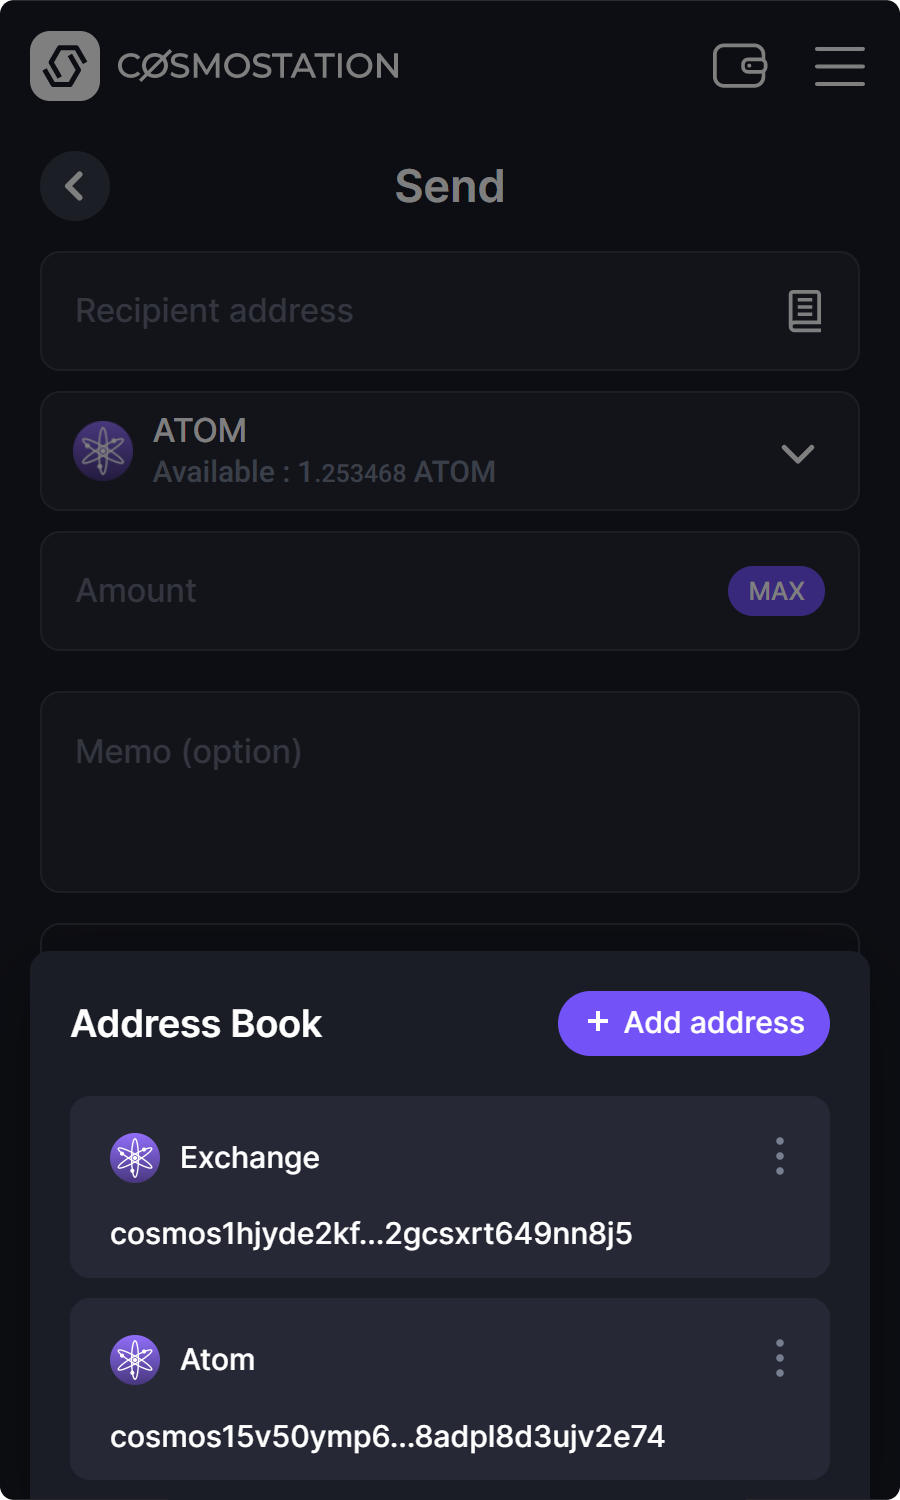 CØSMOSTATION
Send
Recipient address
ATOM
Available : 1.253468 ATOM
Amount
MAX
Memo (option)
Address Book
+ Add address
Exchange
cosmos1hjyde2kf...2gcsxrt649nn8j5
Atom
cosmos15v50ymp6...8adpl8d3ujv2e74